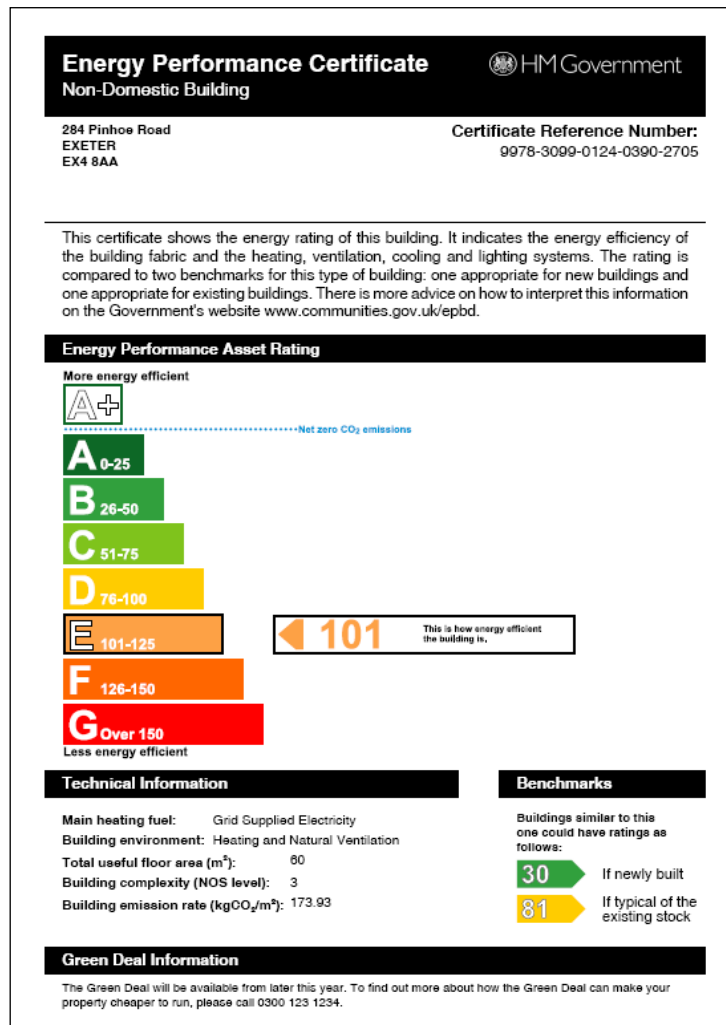 Energy Performance Certificate
HM Government
Non-Domestic Building
284 Pinhoe Road
EXETER
EX4 8AA
Certificate Reference Number:
9978-3099-0124-0390-2705
This certificate shows the energy rating of this building. It indicates the energy efficiency of
the building fabric and the heating, ventilation, cooling and lighting systems. The rating is
compared to two benchmarks for this type of building: one appropriate for new buildings and
one appropriate for existing buildings. There is more advice on how to interpret this information
on the Government's website www.communities.gov.uk/epbd.
Energy Performance Asset Rating
More energy efficient
A+
Net zero CO₂ emissions
A 0-25
B 26-50
C 51-75
D 76-100
E 101-125
101
This is how energy efficient
the building is.
F 126-150
G Over 150
Less energy efficient
Technical Information
Main heating fuel: Grid Supplied Electricity
Building environment: Heating and Natural Ventilation
Total useful floor area (m²): 60
Building complexity (NOS level): 3
Building emission rate (kgCO₂/m²): 173.93
Benchmarks
Buildings similar to this
one could have ratings as
follows:
30 If newly built
81 If typical of the
existing stock
Green Deal Information
The Green Deal will be available from later this year. To find out more about how the Green Deal can make your
property cheaper to run, please call 0300 123 1234.